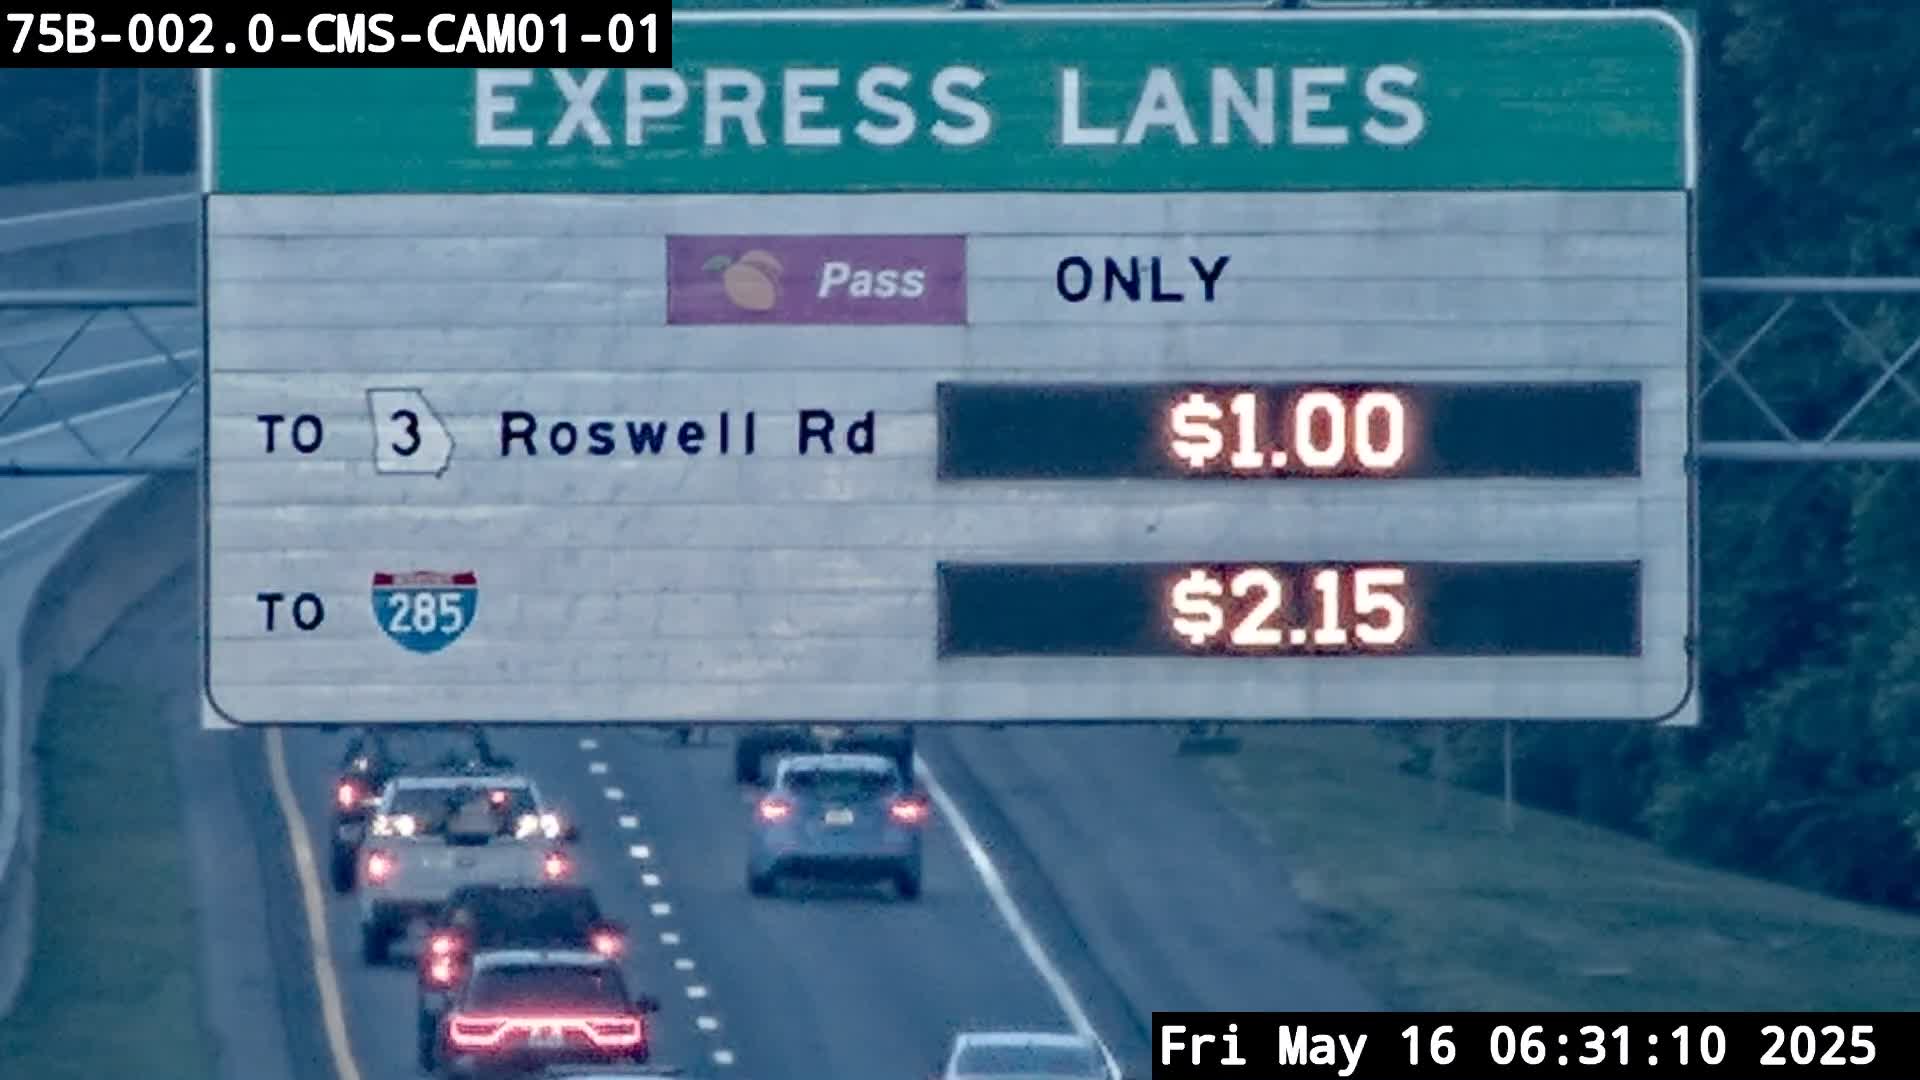 75B-002.0-CMS-CAM01-01
EXPRESS LANES
Pass ONLY
TO 3 Roswell Rd $1.00
TO 285 $2.15
Fri May 16 06:31:10 2025